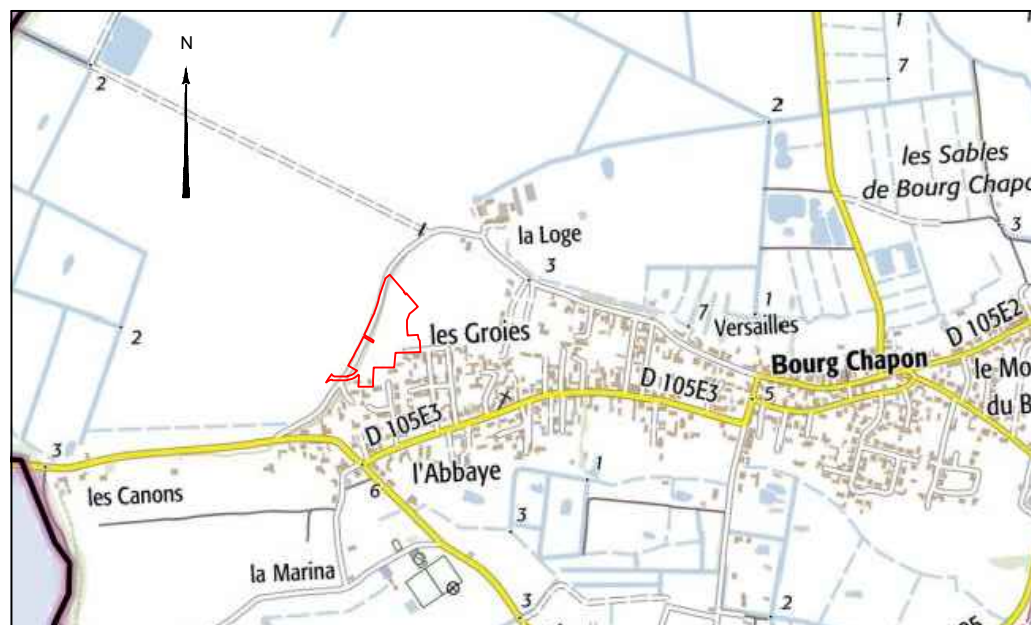 N
1
7
2
2
les Sables
de Bourg Chapo
3
la Loge
3
7
1
Versailles
2
les Groies
D 105E2
Bourg Chapon
le Mo
du B
D 105E3
D 105E3
5
3
l'Abbaye
6
les Canons
1
3
la Marina
3
2